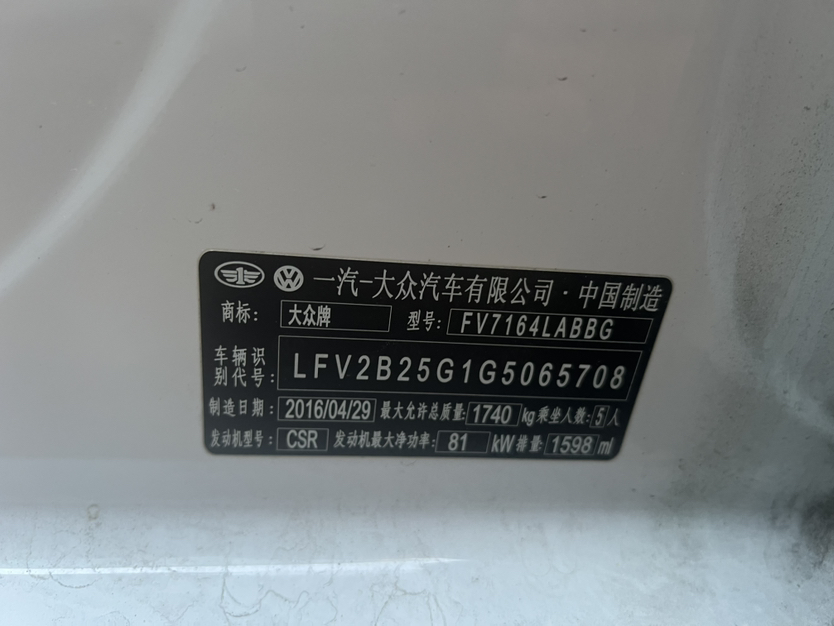 一汽-大众汽车有限公司·中国制造
商标: 大众牌 型号: FV7164LABBG
车辆识别代号: LFV2B25G1G5065708
制造日期: 2016/04/29 最大允许总质量: 1740 kg 乘坐人数: 5 人
发动机型号: CSR 发动机最大净功率: 81 kW 排量: 1598 ml